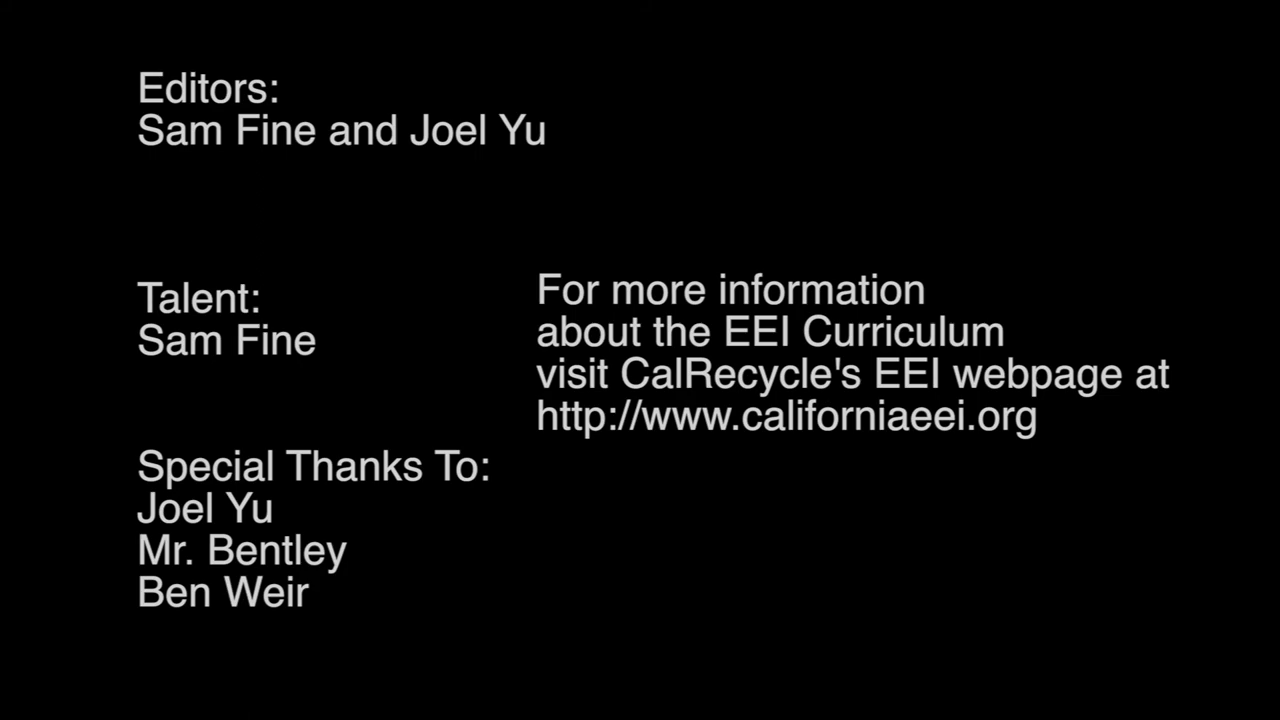 Editors:
Sam Fine and Joel Yu
Talent:
Sam Fine
For more information
about the EEI Curriculum
visit CalRecycle's EEI webpage at
http://www.californiaeei.org
Special Thanks To:
Joel Yu
Mr. Bentley
Ben Weir